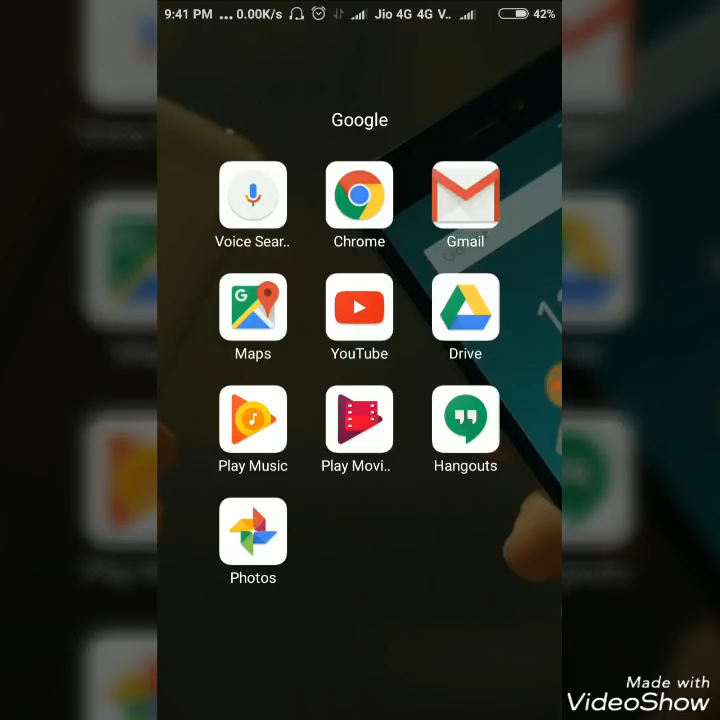 9:41 PM ... 0.00K/s Jio 4G 4G V.. 42%
Google
Voice Sear.. Chrome Gmail
G
Maps YouTube Drive
Play Music Play Movi.. Hangouts
Photos
Made with
VideoShow